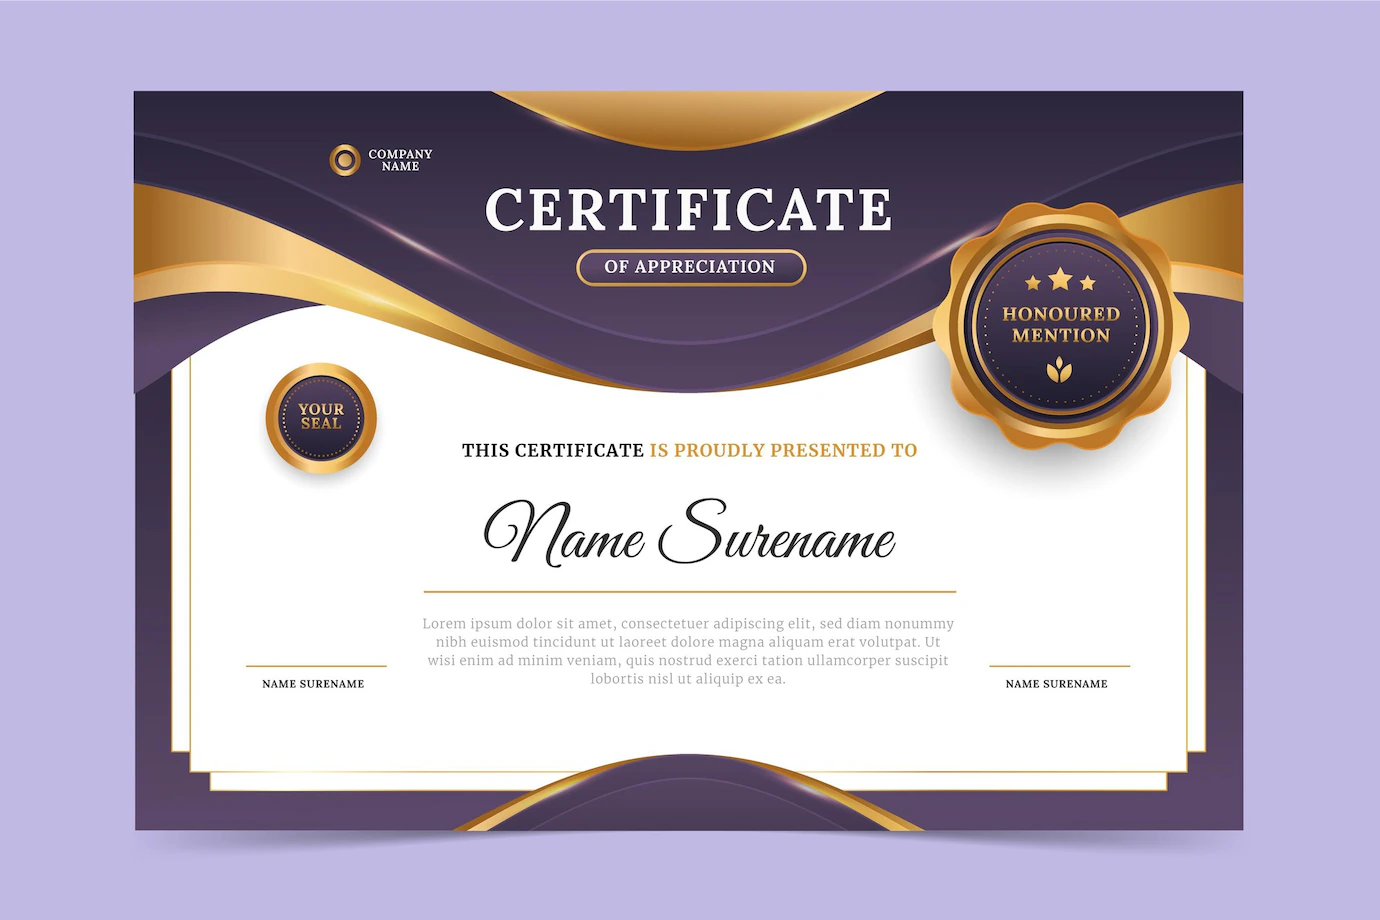 COMPANY
NAME
CERTIFICATE
OF APPRECIATION
HONOURED
MENTION
YOUR
SEAL
THIS CERTIFICATE IS PROUDLY PRESENTED TO
Name Surename
Lorem ipsum dolor sit amet, consectetuer adipiscing elit, sed diam nonummy
nibh euismod tincidunt ut laoreet dolore magna aliquam erat volutpat. Ut
wisi enim ad minim veniam, quis nostrud exerci tation ullamcorper suscipit
lobortis nisl ut aliquip ex ea.
NAME SURENAME
NAME SURENAME